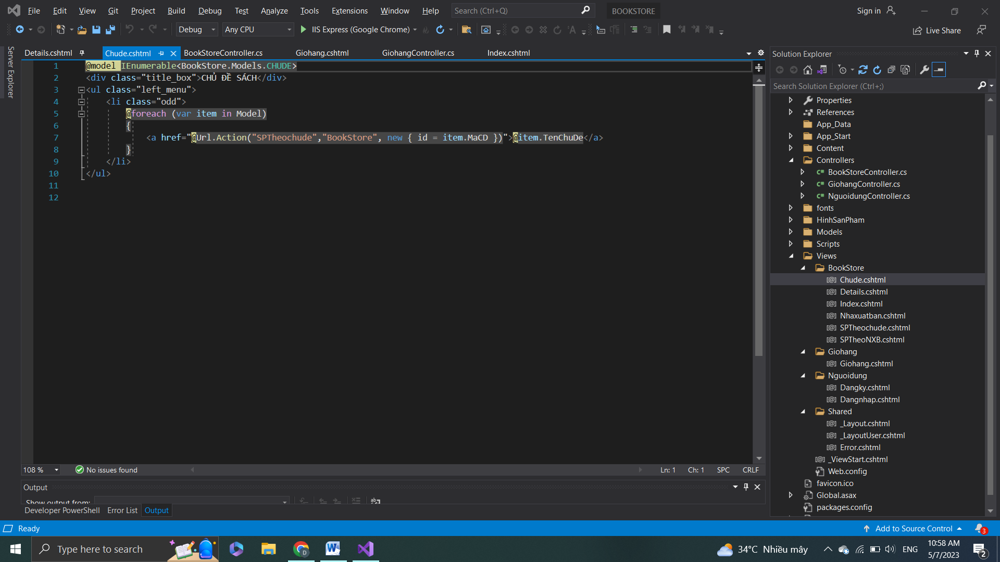 File Edit View Git Project Build Debug Test Analyze Tools Extensions Window Help Search (Ctrl+Q) BOOKSTORE Sign in
Debug Any CPU IIS Express (Google Chrome) Live Share
Server Explorer
Details.cshtml Chude.cshtml BookStoreController.cs Giohang.cshtml GiohangController.cs Index.cshtml
1 @model IEnumerable<BookStore.Models.CHUDE>
2 <div class="title_box">CHỦ ĐỀ SÁCH</div>
3 <ul class="left_menu">
4 <li class="odd">
5 @foreach (var item in Model)
6 {
7 <a href="@Url.Action("SPTheochude","BookStore", new { id = item.MaCD })">@item.TenChuDe</a>
8 }
9 </li>
10 </ul>
11
12
108 % No issues found Ln: 1 Ch: 1 SPC CRLF
Output
Show output from:
Developer PowerShell Error List Output
Solution Explorer
Search Solution Explorer (Ctrl+;)
Properties
References
App_Data
App_Start
Content
Controllers
C# BookStoreController.cs
C# GiohangController.cs
C# NguoidungController.cs
fonts
HinhSanPham
Models
Scripts
Views
BookStore
[@] Chude.cshtml
[@] Details.cshtml
[@] Index.cshtml
[@] Nhaxuatban.cshtml
[@] SPTheochude.cshtml
[@] SPTheoNXB.cshtml
Giohang
[@] Giohang.cshtml
Nguoidung
[@] Dangky.cshtml
[@] Dangnhap.cshtml
Shared
[@] _Layout.cshtml
[@] _LayoutUser.cshtml
[@] Error.cshtml
[@] _ViewStart.cshtml
Web.config
favicon.ico
Global.asax
packages.config
Ready Add to Source Control 3
Type here to search D 34°C Nhiều mây ENG 10:58 AM
5/7/2023 2